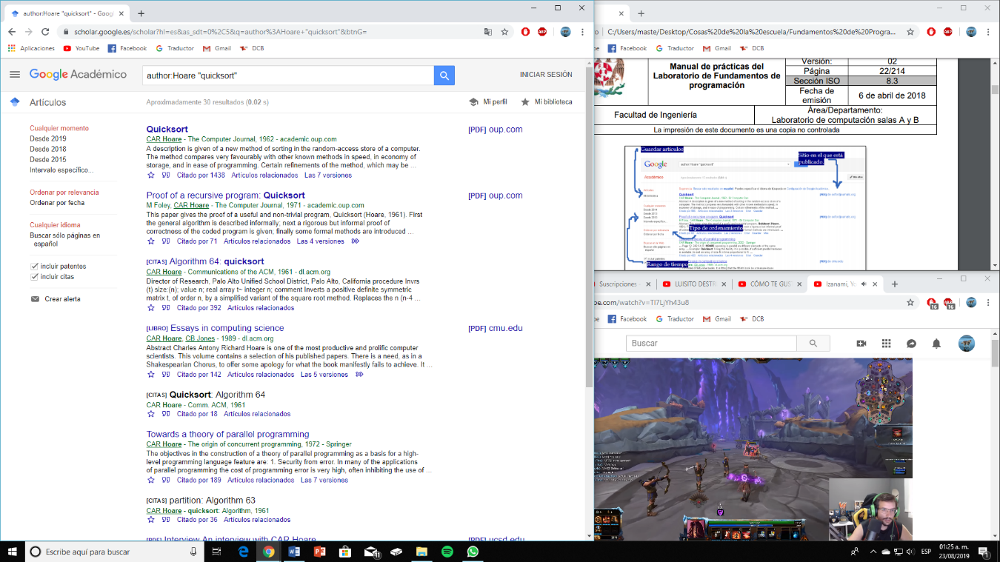 author:Hoare "quicksort" - Goog
scholar.google.es/scholar?hl=es&as_sdt=0%2C5&q=author%3AHoare+"quicksort"&btnG=
Aplicaciones YouTube Facebook Traductor Gmail DCB
Google Académico
author:Hoare "quicksort"
INICIAR SESIÓN
Artículos
Aproximadamente 30 resultados (0.02 s)
Mi perfil Mi biblioteca
Cualquier momento
Desde 2019
Desde 2018
Desde 2015
Intervalo específico...
Ordenar por relevancia
Ordenar por fecha
Cualquier idioma
Buscar sólo páginas en
español
incluir patentes
incluir citas
Crear alerta
Quicksort
CAR Hoare - The Computer Journal, 1962 - academic.oup.com
A description is given of a new method of sorting in the random-access store of a computer.
The method compares very favourably with other known methods in speed, in economy of
storage, and in ease of programming. Certain refinements of the method, which may be ...
Citado por 1438 Artículos relacionados Las 7 versiones
[PDF] oup.com
Proof of a recursive program: Quicksort
M Foley, CAR Hoare - The Computer Journal, 1971 - academic.oup.com
This paper gives the proof of a useful and non-trivial program, Quicksort (Hoare, 1961). First
the general algorithm is described informally; next a rigorous but informal proof of
correctness of the coded program is given; finally some formal methods are introduced ...
Citado por 71 Artículos relacionados Las 4 versiones
[PDF] oup.com
[CITAS] Algorithm 64: quicksort
CAR Hoare - Communications of the ACM, 1961 - dl.acm.org
Director of Research, Palo Alto Unified School District, Palo Alto, California procedure Invrs
(t) size:(n); value n; real array t~ integer n; comment Inverts a positive definite symmetric
matrix t, of order n, by a simplified variant of the square root method. Replaces the n (n-4 ...
Citado por 392 Artículos relacionados
[LIBRO] Essays in computing science
CAR Hoare, CB Jones - 1989 - dl.acm.org
Abstract Charles Antony Richard Hoare is one of the most productive and prolific computer
scientists. This volume contains a selection of his published papers. There is a need, as in a
Shakespearian Chorus, to offer some apology for what the book manifestly fails to achieve. It ...
Citado por 142 Artículos relacionados Las 5 versiones
[PDF] cmu.edu
[CITAS] Quicksort: Algorithm 64
CAR Hoare - Comm. ACM, 1961
Citado por 18 Artículos relacionados
Towards a theory of parallel programming
CAR Hoare - The origin of concurrent programming, 1972 - Springer
The objectives in the construction of a theory of parallel programming as a basis for a high-
level programming language feature are: 1. Security from error. In many of the applications
of parallel programming the cost of programming error is very high, often inhibiting the use of ...
Citado por 189 Artículos relacionados Las 7 versiones
[CITAS] partition: Algorithm 63
CAR Hoare - quicksort: Algorithm, 1961
Citado por 36 Artículos relacionados
Interview An interview with CAR Hoare
[PDF] ucsd.edu
C:/Users/maste/Desktop/Cosas%20de%20la%20escuela/Fundamentos%20de%20Progra...
Facebook Traductor Gmail DCB
Manual de prácticas del
Laboratorio de Fundamentos de
programación
Versión: 02
Página 22/214
Sección ISO 8.3
Fecha de
emisión
6 de abril de 2018
Facultad de Ingeniería
Área/Departamento:
Laboratorio de computación salas A y B
La impresión de este documento es una copia no controlada
Guardar artículos
Sitio en el que está
publicado.
Google
Académico
Tipo de ordenamiento
Rango de tiempo
Suscripciones - LUISITO DESTR CÓMO TE GUS Izanami, Yo
be.com/watch?v=TI7LjYh43u8
Facebook Traductor Gmail DCB
Buscar
Escribe aquí para buscar
ESP
01:25 a. m.
23/08/2019